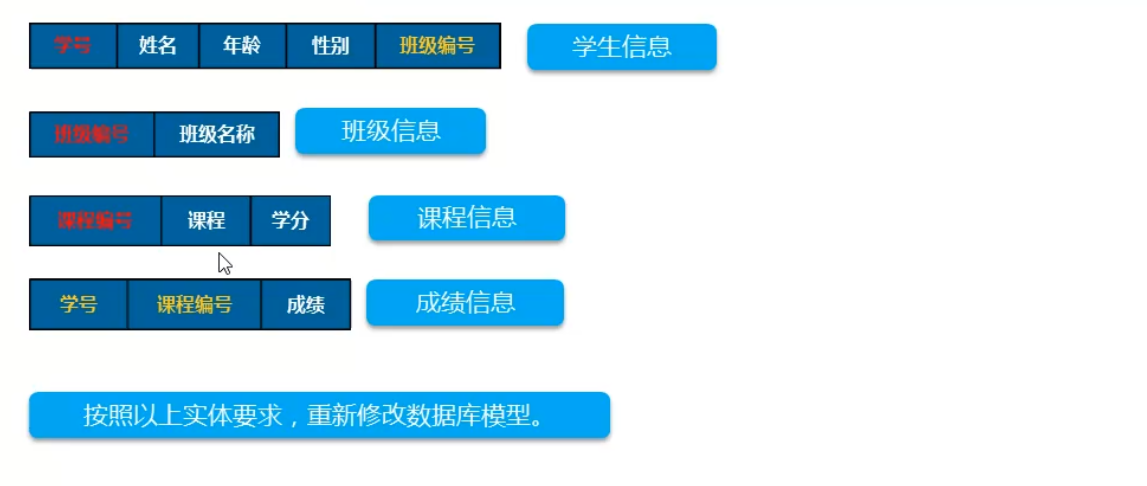 学号 姓名 年龄 性别 班级编号 学生信息
班级编号 班级名称 班级信息
课程编号 课程 学分 课程信息
学号 课程编号 成绩 成绩信息
按照以上实体要求，重新修改数据库模型。